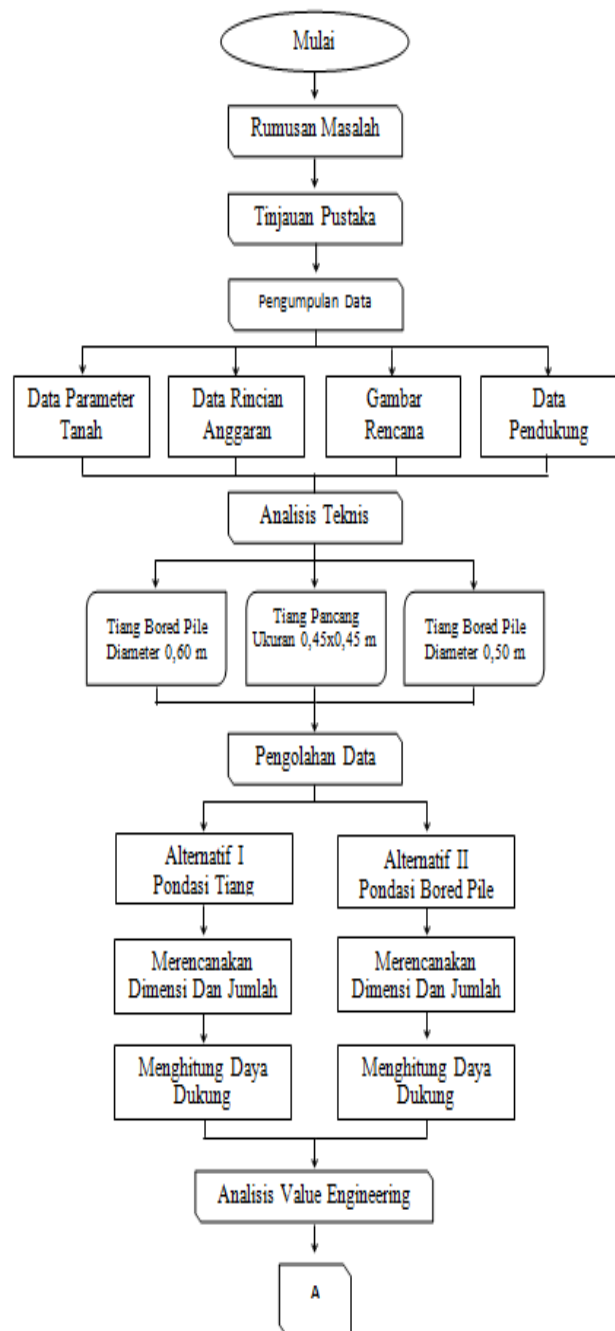 Mulai
Rumusan Masalah
Tinjauan Pustaka
Pengumpulan Data
Data Parameter
Tanah
Data Rincian
Anggaran
Gambar
Rencana
Data
Pendukung
Analisis Teknis
Tiang Bored Pile
Diameter 0,60 m
Tiang Pancang
Ukuran 0,45x0,45 m
Tiang Bored Pile
Diameter 0,50 m
Pengolahan Data
Alternatif I
Pondasi Tiang
Alternatif II
Pondasi Bored Pile
Merencanakan
Dimensi Dan Jumlah
Merencanakan
Dimensi Dan Jumlah
Menghitung Daya
Dukung
Menghitung Daya
Dukung
Analisis Value Engineering
A